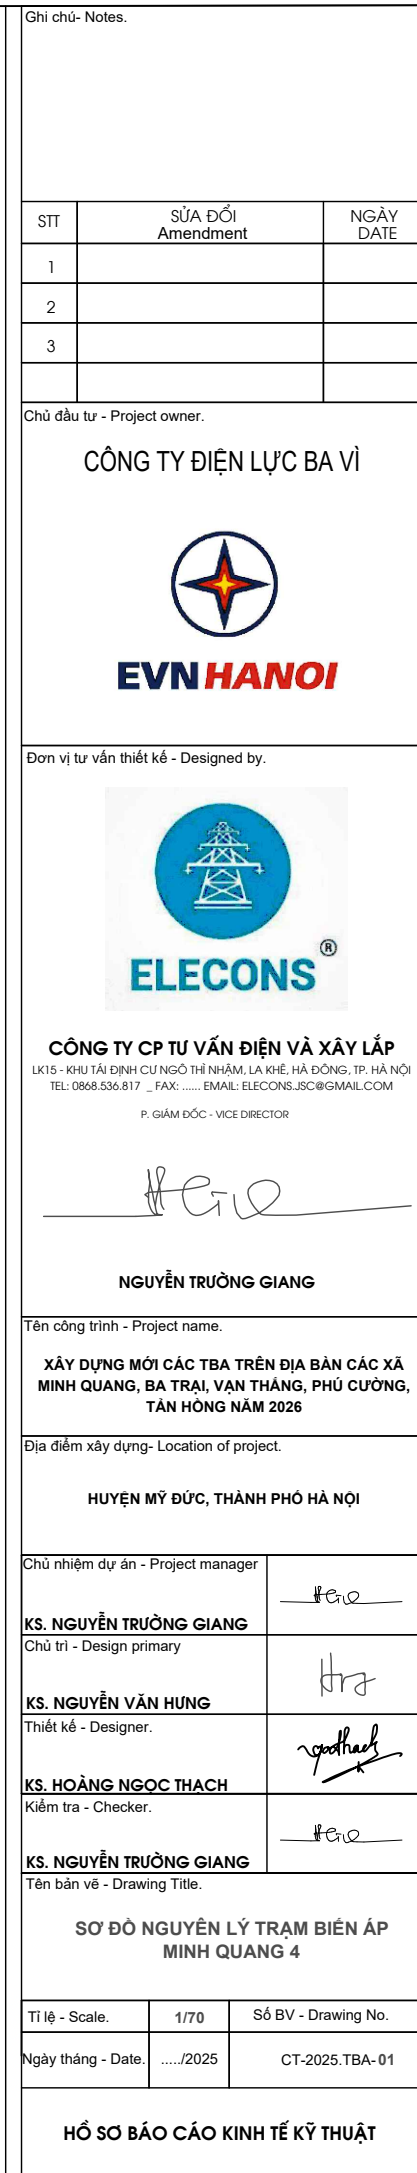 Ghi chú- Notes.
STT
SỬA ĐỔI
Amendment
NGÀY
DATE
1
2
3
Chủ đầu tư - Project owner.
CÔNG TY ĐIỆN LỰC BA VÌ
EVNHANOI
Đơn vị tư vấn thiết kế - Designed by.
ELECONS
®
CÔNG TY CP TƯ VẤN ĐIỆN VÀ XÂY LẮP
LK15 - KHU TÁI ĐỊNH CƯ NGÔ THÌ NHẬM, LA KHÊ, HÀ ĐÔNG, TP. HÀ NỘI
TEL: 0868.536.817 _ FAX: ...... EMAIL: ELECONS.JSC@GMAIL.COM
P. GIÁM ĐỐC - VICE DIRECTOR
NGUYỄN TRƯỜNG GIANG
Tên công trình - Project name.
XÂY DỰNG MỚI CÁC TBA TRÊN ĐỊA BÀN CÁC XÃ
MINH QUANG, BA TRẠI, VẠN THẮNG, PHÚ CƯỜNG,
TẢN HỒNG NĂM 2026
Địa điểm xây dựng- Location of project.
HUYỆN MỸ ĐỨC, THÀNH PHỐ HÀ NỘI
Chủ nhiệm dự án - Project manager
KS. NGUYỄN TRƯỜNG GIANG
Chủ trì - Design primary
KS. NGUYỄN VĂN HƯNG
Thiết kế - Designer.
KS. HOÀNG NGỌC THẠCH
Kiểm tra - Checker.
KS. NGUYỄN TRƯỜNG GIANG
Tên bản vẽ - Drawing Title.
SƠ ĐỒ NGUYÊN LÝ TRẠM BIẾN ÁP
MINH QUANG 4
Tỉ lệ - Scale.
1/70
Số BV - Drawing No.
Ngày tháng - Date.
...../2025
CT-2025.TBA-01
HỒ SƠ BÁO CÁO KINH TẾ KỸ THUẬT